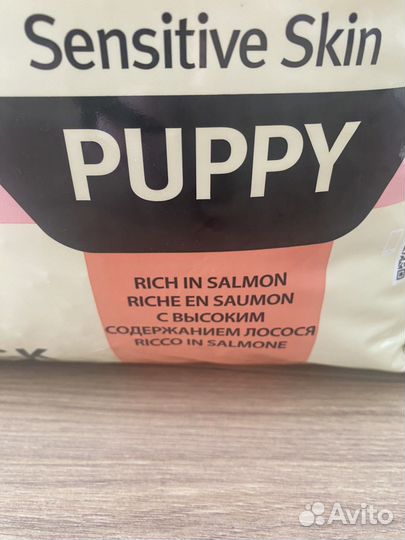 Sensitive Skin
PUPPY
RICH IN SALMON
RICHE EN SAUMON
С ВЫСОКИМ
СОДЕРЖАНИЕМ ЛОСОСЯ
RICCO IN SALMONE
Avito